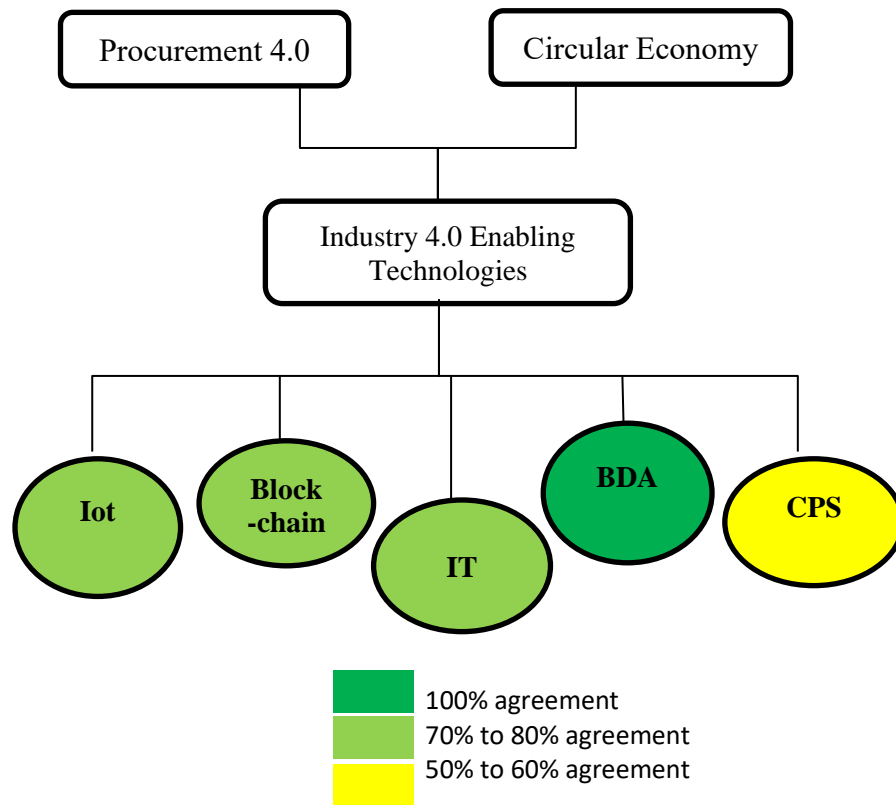 Procurement 4.0
Circular Economy
Industry 4.0 Enabling
Technologies
Iot
Block
-chain
IT
BDA
CPS
100% agreement
70% to 80% agreement
50% to 60% agreement